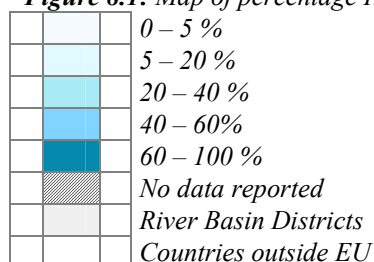 Figure 6.1: Map of percentage
0 – 5 %
5 – 20 %
20 – 40 %
40 – 60%
60 – 100 %
No data reported
River Basin Districts
Countries outside EU